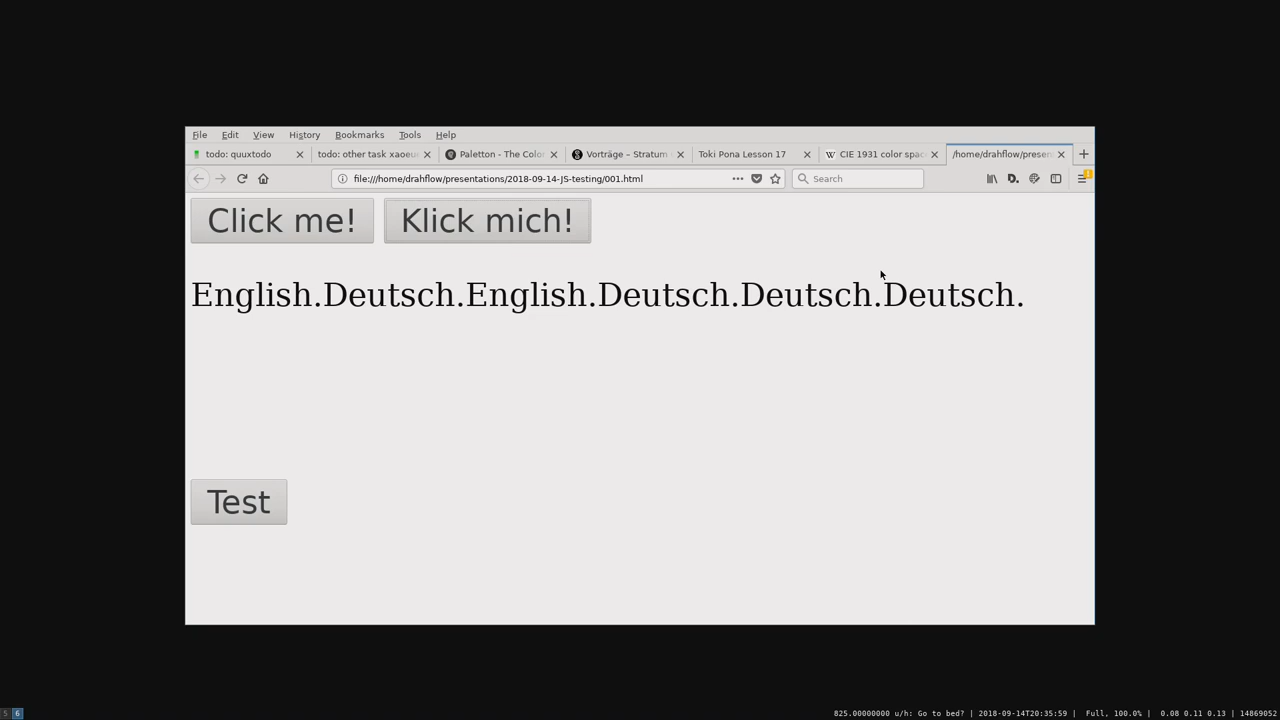 File Edit View History Bookmarks Tools Help
todo: quuxtodo todo: other task xaoeu Paletton - The Color Vorträge – Stratum Toki Pona Lesson 17 CIE 1931 color spac /home/drahflow/presen
file:///home/drahflow/presentations/2018-09-14-JS-testing/001.html Search
Click me! Klick mich!
English.Deutsch.English.Deutsch.Deutsch.Deutsch.
Test
5 6 825.00000000 u/h: Go to bed? | 2018-09-14T20:35:59 | Full, 100.0% | 0.08 0.11 0.13 | 14869052